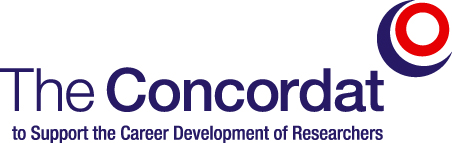 The Concordat
to Support the Career Development of Researchers